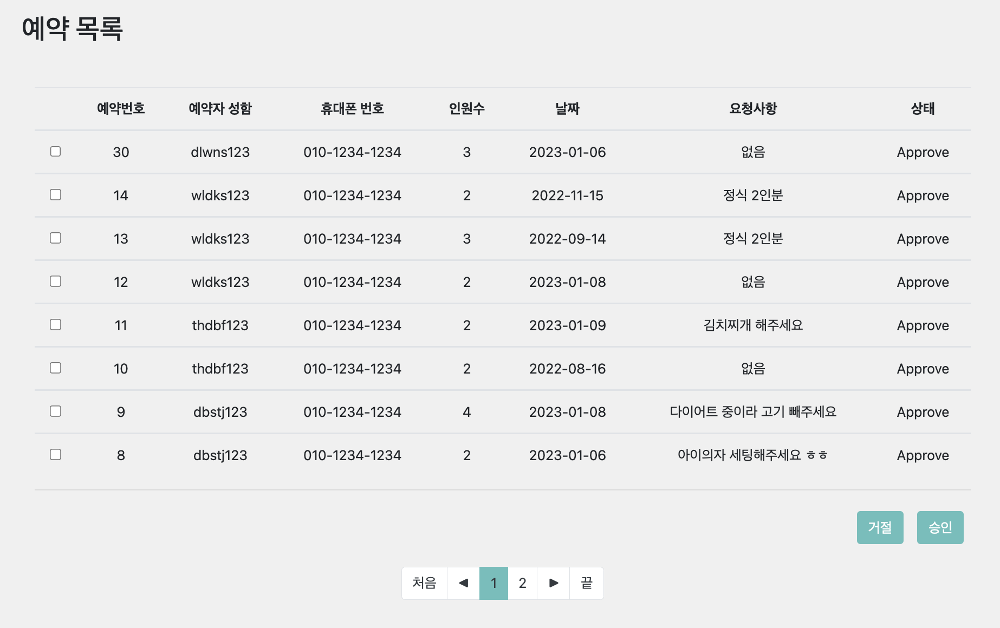 예약 목록
예약번호 예약자 성함 휴대폰 번호 인원수 날짜 요청사항 상태
30 dlwns123 010-1234-1234 3 2023-01-06 없음 Approve
14 wldks123 010-1234-1234 2 2022-11-15 정식 2인분 Approve
13 wldks123 010-1234-1234 3 2022-09-14 정식 2인분 Approve
12 wldks123 010-1234-1234 2 2023-01-08 없음 Approve
11 thdbf123 010-1234-1234 2 2023-01-09 김치찌개 해주세요 Approve
10 thdbf123 010-1234-1234 2 2022-08-16 없음 Approve
9 dbstj123 010-1234-1234 4 2023-01-08 다이어트 중이라 고기 빼주세요 Approve
8 dbstj123 010-1234-1234 2 2023-01-06 아이의자 세팅해주세요 ㅎㅎ Approve
거절 승인
처음 ◀ 1 2 ▶ 끝